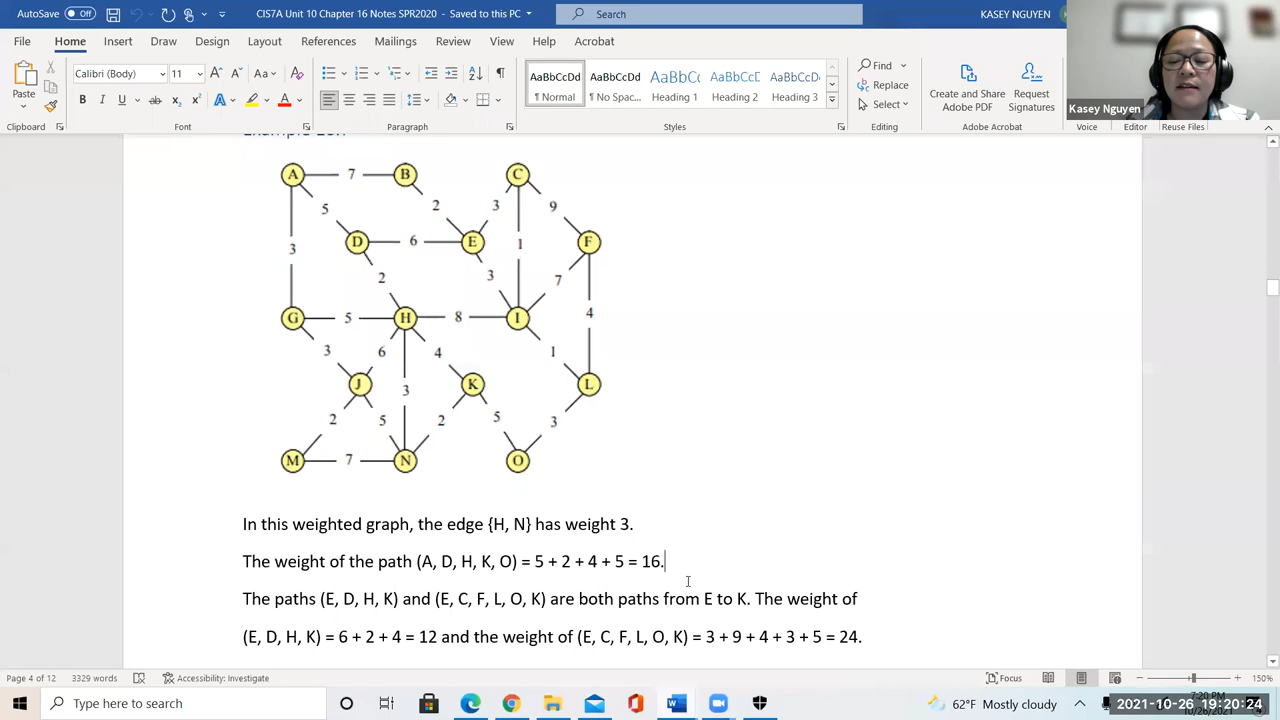 AutoSave Off CIS7A Chapter 16 Notes SPR2020 Search KASEY NGUYEN
File Home Insert Draw Design Layout References Mailings Review View Help Acrobat
Paste
Calibri (Body) 11
AaBbCcDd AaBbCcDd AaBbCc AaBbCcD AaBbCcD
¶ Normal ¶ No Spac... Heading 1 Heading 2 Heading 3
Find
Replace
Select
Create and Share Adobe PDF
Request Signatures
Kasey Nguyen
Clipboard Font Paragraph Styles Editing Adobe Acrobat Voice Editor Reuse Files
A 7 B C
5 2 3 9
3 D 6 E 1 F
2 3 7
G 5 H 8 I 4
3 6 4 1
J 3 K L
2 5 2 5 3
M 7 N O
In this weighted graph, the edge {H, N} has weight 3.
The weight of the path (A, D, H, K, O) = 5 + 2 + 4 + 5 = 16.
The paths (E, D, H, K) and (E, C, F, L, O, K) are both paths from E to K. The weight of
(E, D, H, K) = 6 + 2 + 4 = 12 and the weight of (E, C, F, L, O, K) = 3 + 9 + 4 + 3 + 5 = 24.
Page 4 of 12 3329 words Accessibility: Investigate Focus 150%
Type here to search 62°F Mostly cloudy 7:20 PM
2021-10-26 19:20:24